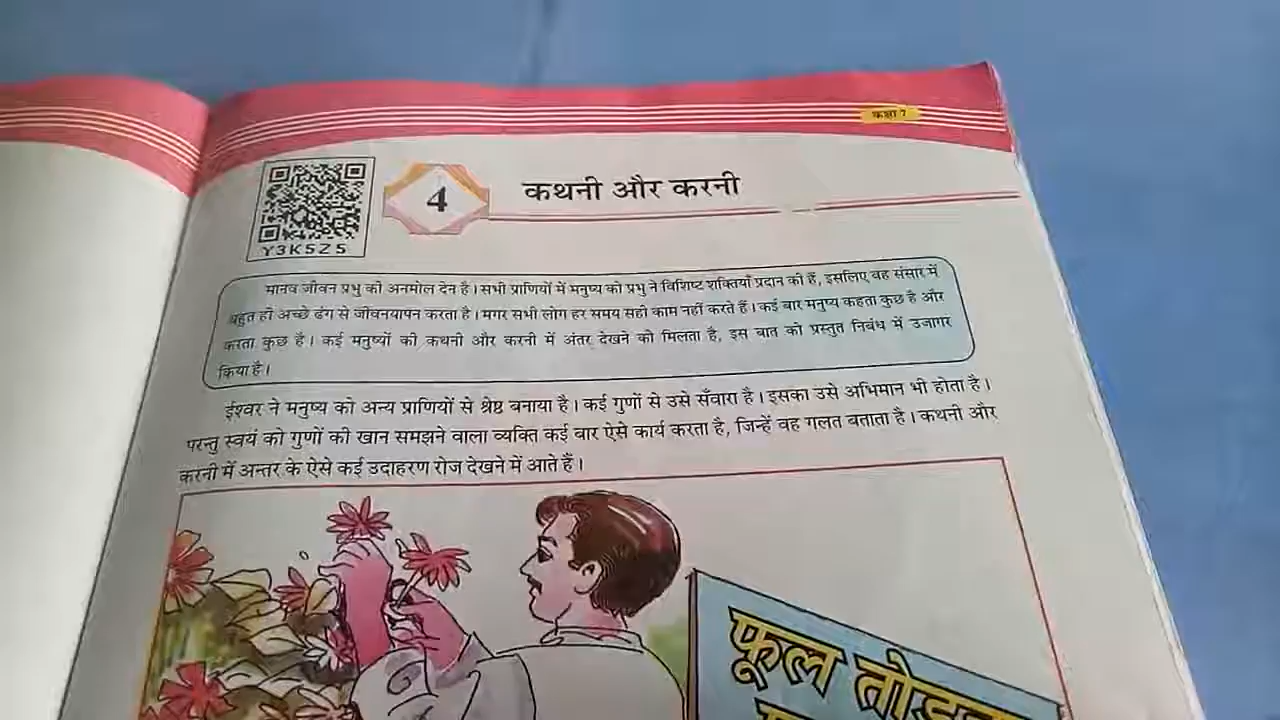 कक्षा 7
Y3K5Z5
4
कथनी और करनी
मानव जीवन प्रभु की अनमोल देन है। सभी प्राणियों में मनुष्य को प्रभु ने विशिष्ट शक्तियाँ प्रदान की हैं, इसलिए वह संसार में
बहुत ही अच्छे ढंग से जीवनयापन करता है। मगर सभी लोग हर समय सही काम नहीं करते हैं। कई बार मनुष्य कहता कुछ है और
करता कुछ है। कई मनुष्यों की कथनी और करनी में अंतर देखने को मिलता है, इस बात को प्रस्तुत निबंध में उजागर
किया है।
ईश्वर ने मनुष्य को अन्य प्राणियों से श्रेष्ठ बनाया है। कई गुणों से उसे सँवारा है। इसका उसे अभिमान भी होता है।
परन्तु स्वयं को गुणों की खान समझने वाला व्यक्ति कई बार ऐसे कार्य करता है, जिन्हें वह गलत बताता है। कथनी और
करनी में अन्तर के ऐसे कई उदाहरण रोज देखने में आते हैं।
फूल